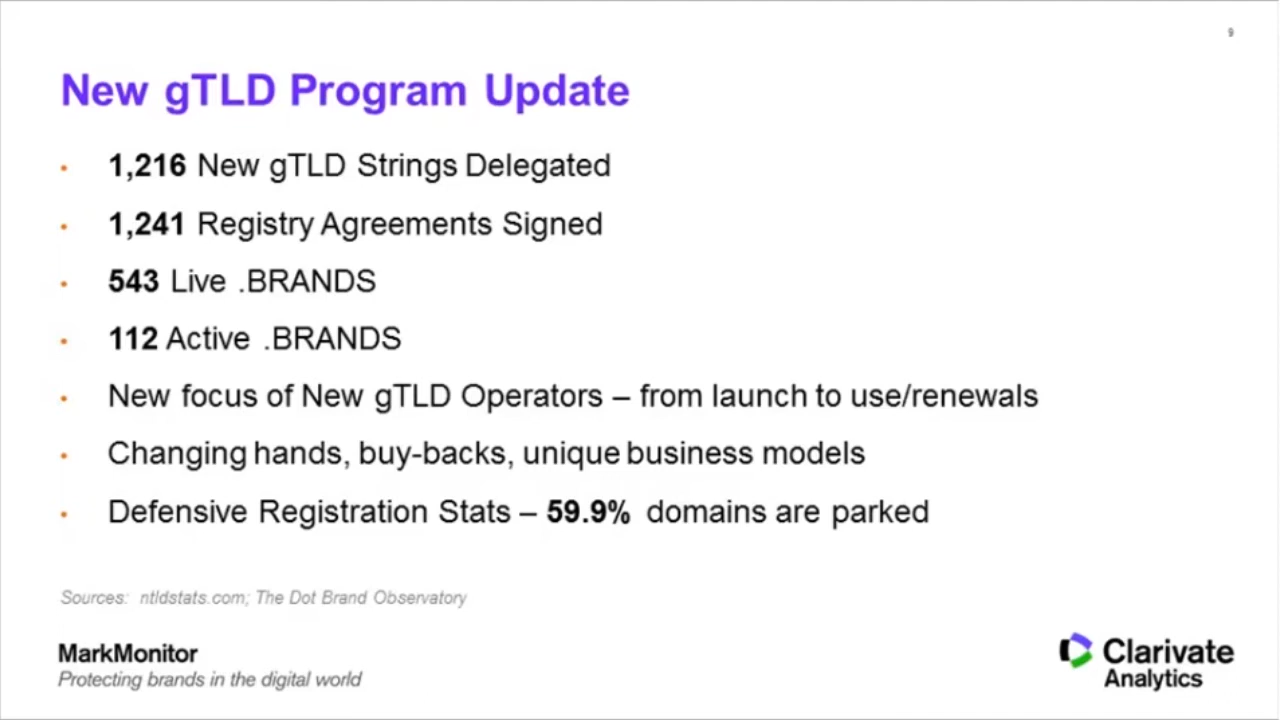 9
New gTLD Program Update
• 1,216 New gTLD Strings Delegated
• 1,241 Registry Agreements Signed
• 543 Live .BRANDS
• 112 Active .BRANDS
• New focus of New gTLD Operators – from launch to use/renewals
• Changing hands, buy-backs, unique business models
• Defensive Registration Stats – 59.9% domains are parked
Sources: ntldstats.com; The Dot Brand Observatory
MarkMonitor
Protecting brands in the digital world
Clarivate
Analytics